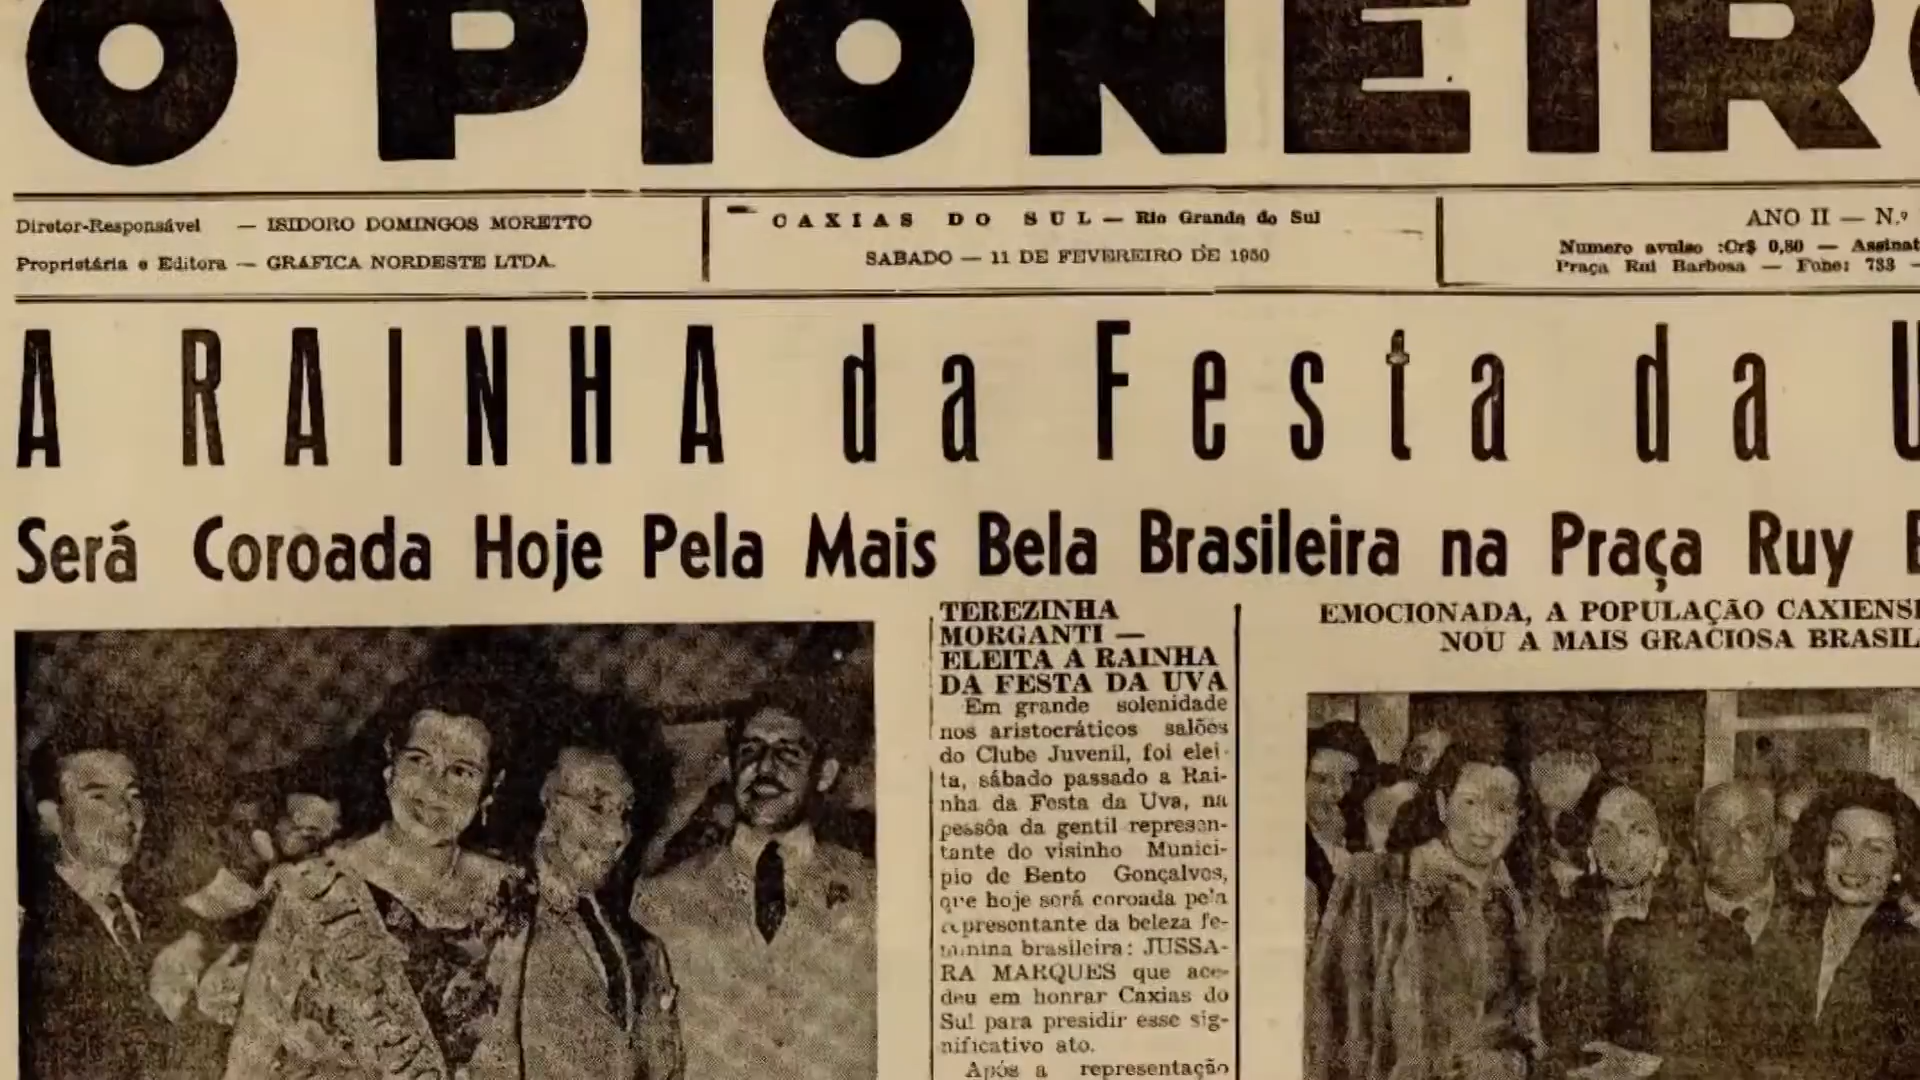 O PIONEIRO
Diretor-Responsável — ISIDORO DOMINGOS MORETTO
Proprietária e Editora — GRAFICA NORDESTE LTDA.
CAXIAS DO SUL — Rio Grande do Sul
SABADO — 11 DE FEVEREIRO DE 1950
ANO II — N.º
Numero avulso :Cr$ 0,80 — Assinat
Praça Rui Barbosa — Fone: 733 —
A RAINHA da Festa da U
Será Coroada Hoje Pela Mais Bela Brasileira na Praça Ruy B
TEREZINHA
MORGANTI —
ELEITA A RAINHA
DA FESTA DA UVA
Em grande solenidade
nos aristocráticos salões
do Clube Juvenil, foi elei-
ta, sábado passado a Rai-
nha da Festa da Uva, na
pessôa da gentil represen-
tante do visinho Munici-
pio de Bento Gonçalves,
que hoje será coroada pela
representante da beleza fe-
minina brasileira: JUSSA-
RA MARQUES que ace-
deu em honrar Caxias do
Sul para presidir esse sig-
nificativo ato.
Após a representação
EMOCIONADA, A POPULAÇÃO CAXIENS
NOU A MAIS GRACIOSA BRASIL